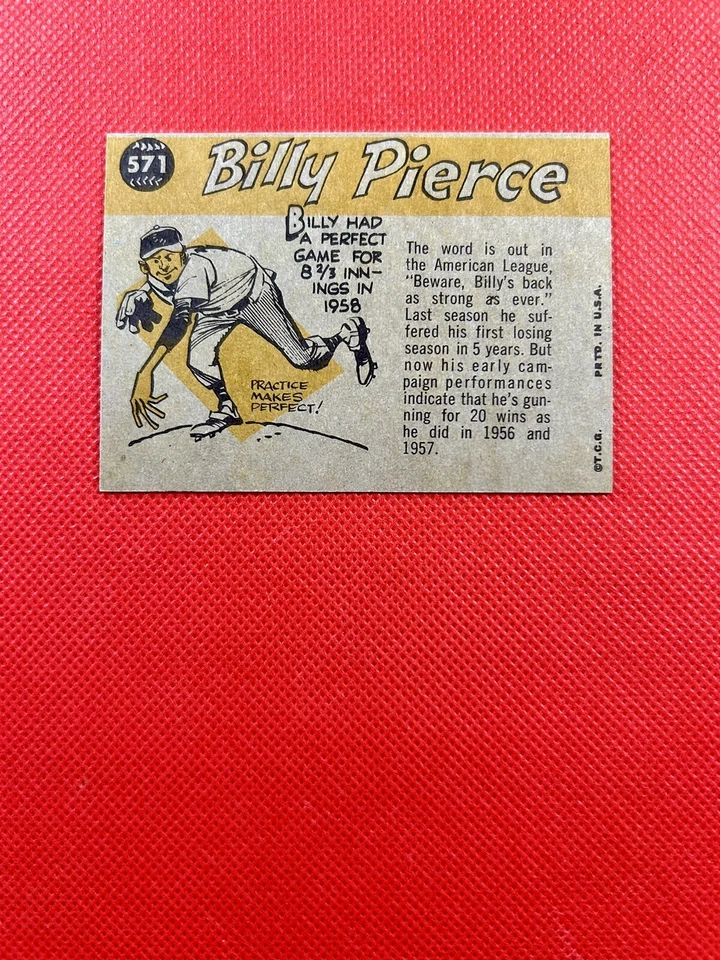 571
Billy Pierce
BILLY HAD
A PERFECT
GAME FOR
8 2/3 INN-
INGS IN
1958
PRACTICE
MAKES
PERFECT!
The word is out in
the American League,
"Beware, Billy's back
as strong as ever."
Last season he suf-
fered his first losing
season in 5 years. But
now his early cam-
paign performances
indicate that he's gun-
ning for 20 wins as
he did in 1956 and
1957.
©T.C.G. PRTD. IN U.S.A.